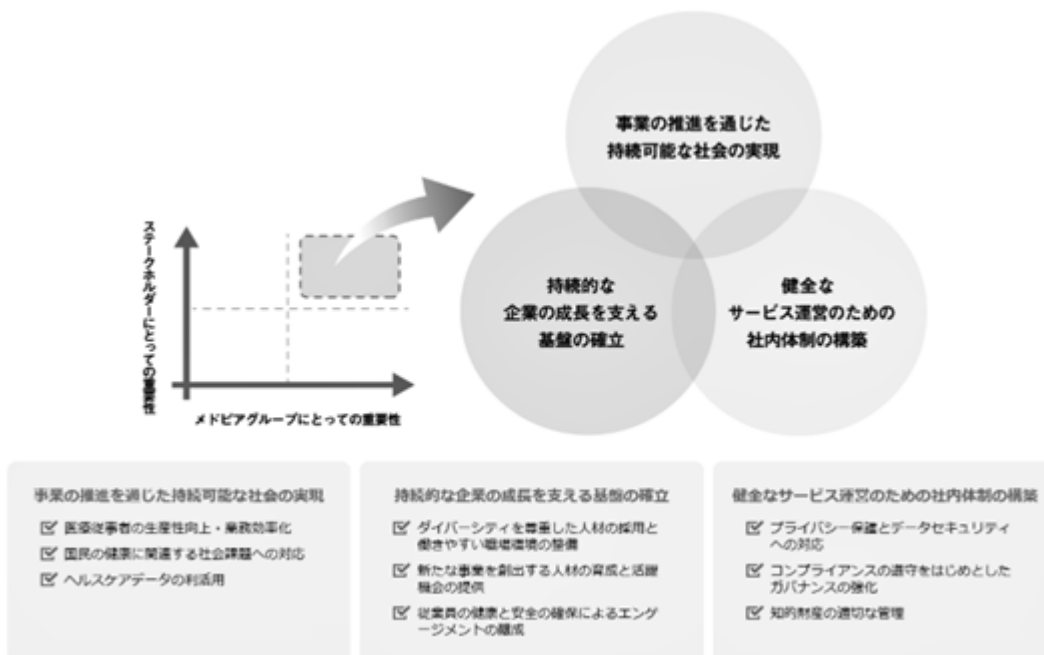 事業の推進を通じた
持続可能な社会の実現
ステークホルダーにとっての重要性
持続的な
企業の成長を支える
基盤の確立
健全な
サービス運営のための
社内体制の構築
メドピアグループにとっての重要性
事業の推進を通じた持続可能な社会の実現
医療従事者の生産性向上・業務効率化
国民の健康に関連する社会課題への対応
ヘルスケアデータの利活用
持続的な企業の成長を支える基盤の確立
ダイバーシティを尊重した人材の採用と
働きやすい職場環境の整備
新たな事業を創出する人材の育成と活躍
機会の提供
従業員の健康と安全の確保によるエンゲ
ージメントの醸成
健全なサービス運営のための社内体制の構築
プライバシー保護とデータセキュリティ
への対応
コンプライアンスの遵守をはじめとした
ガバナンスの強化
知的財産の適切な管理